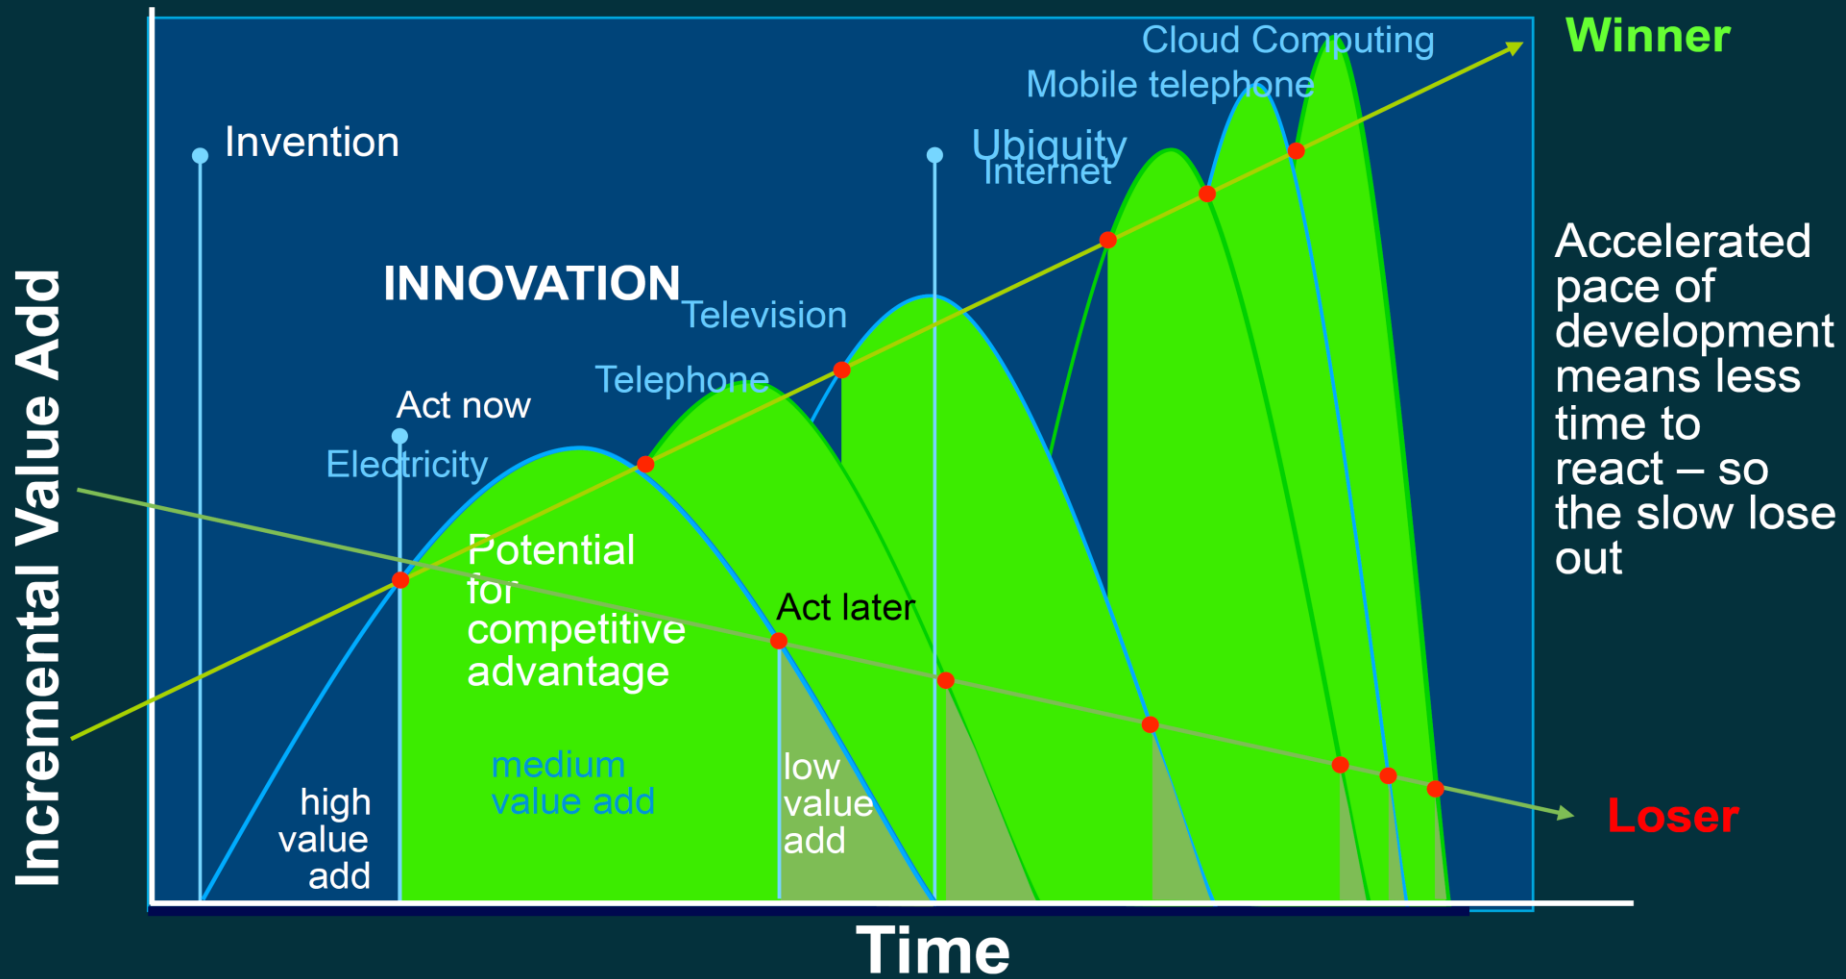 Cloud Computing
Winner
Mobile telephone
Invention
Ubiquity
Internet
INNOVATION
Television
Telephone
Act now
Electricity
Accelerated
pace of
development
means less
time to
react – so
the slow lose
out
Incremental Value Add
Potential
for
competitive
advantage
Act later
medium
value add
low
value
add
high
value
add
Loser
Time